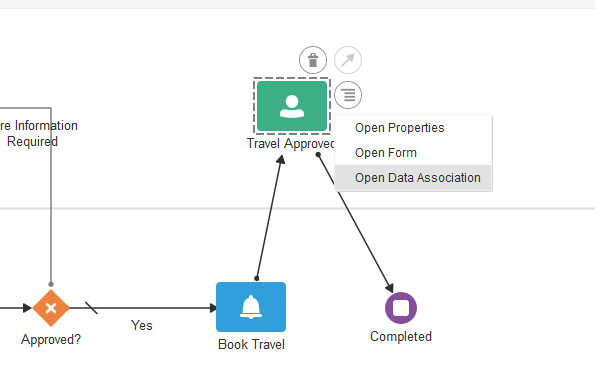 re Information
Required
Travel Approved
Open Properties
Open Form
Open Data Association
Approved?
Yes
Book Travel
Completed